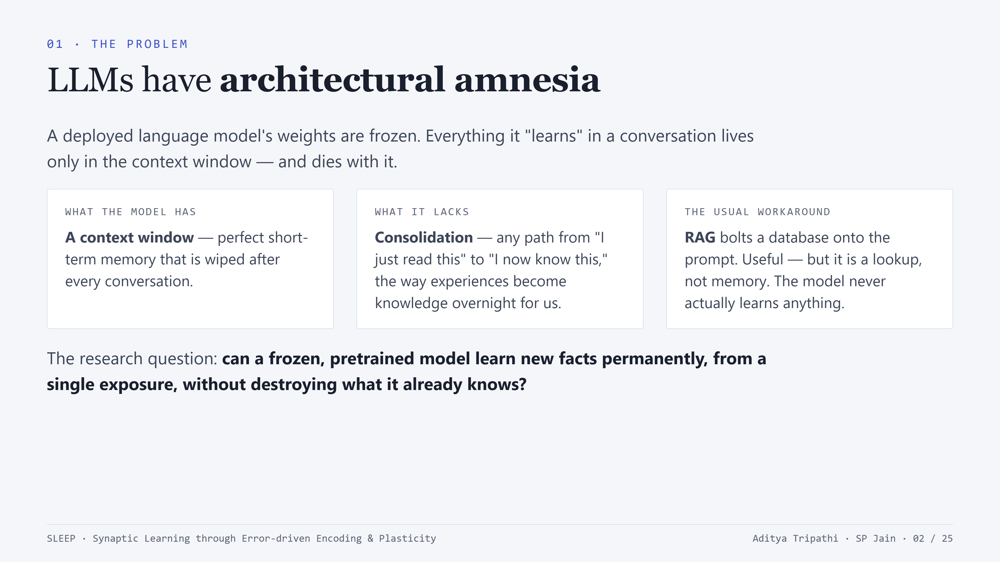 01 · THE PROBLEM
LLMs have architectural amnesia
A deployed language model's weights are frozen. Everything it "learns" in a conversation lives
only in the context window — and dies with it.
WHAT THE MODEL HAS
A context window — perfect short-
term memory that is wiped after
every conversation.
WHAT IT LACKS
Consolidation — any path from "I
just read this" to "I now know this,"
the way experiences become
knowledge overnight for us.
THE USUAL WORKAROUND
RAG bolts a database onto the
prompt. Useful — but it is a lookup,
not memory. The model never
actually learns anything.
The research question: can a frozen, pretrained model learn new facts permanently, from a
single exposure, without destroying what it already knows?
SLEEP · Synaptic Learning through Error-driven Encoding & Plasticity
Aditya Tripathi · SP Jain · 02 / 25